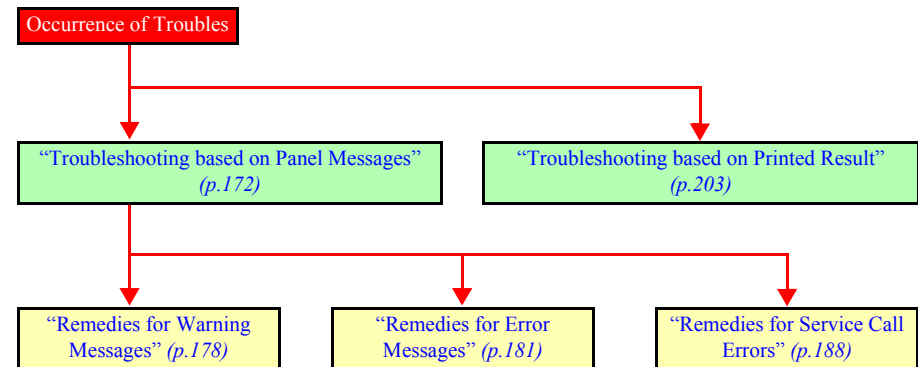 Occurrence of Troubles
“Troubleshooting based on Panel Messages”
(p.172)
“Troubleshooting based on Printed Result”
(p.203)
“Remedies for Warning
Messages” (p.178)
“Remedies for Error
Messages” (p.181)
“Remedies for Service Call
Errors” (p.188)